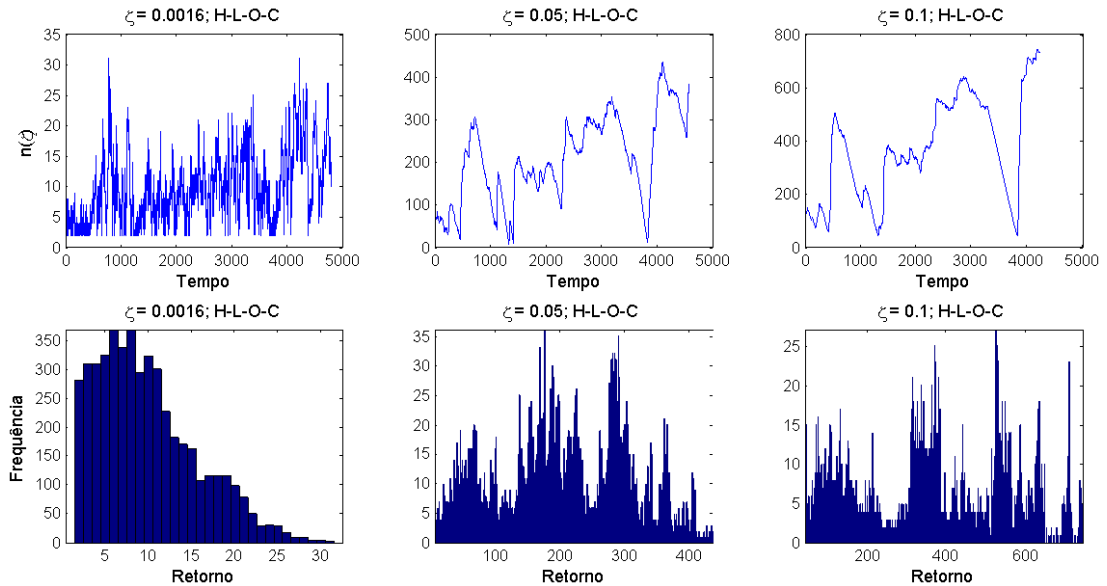 ζ = 0.0016; H-L-O-C
n(ζ)
35
30
25
20
15
10
5
0
0 1000 2000 3000 4000 5000
Tempo
ζ = 0.05; H-L-O-C
500
400
300
200
100
0
0 1000 2000 3000 4000 5000
Tempo
ζ = 0.1; H-L-O-C
800
600
400
200
0
0 1000 2000 3000 4000 5000
Tempo
ζ = 0.0016; H-L-O-C
Frequência
350
300
250
200
150
100
50
0
5 10 15 20 25 30
Retorno
ζ = 0.05; H-L-O-C
35
30
25
20
15
10
5
0
100 200 300 400
Retorno
ζ = 0.1; H-L-O-C
25
20
15
10
5
0
200 400 600
Retorno